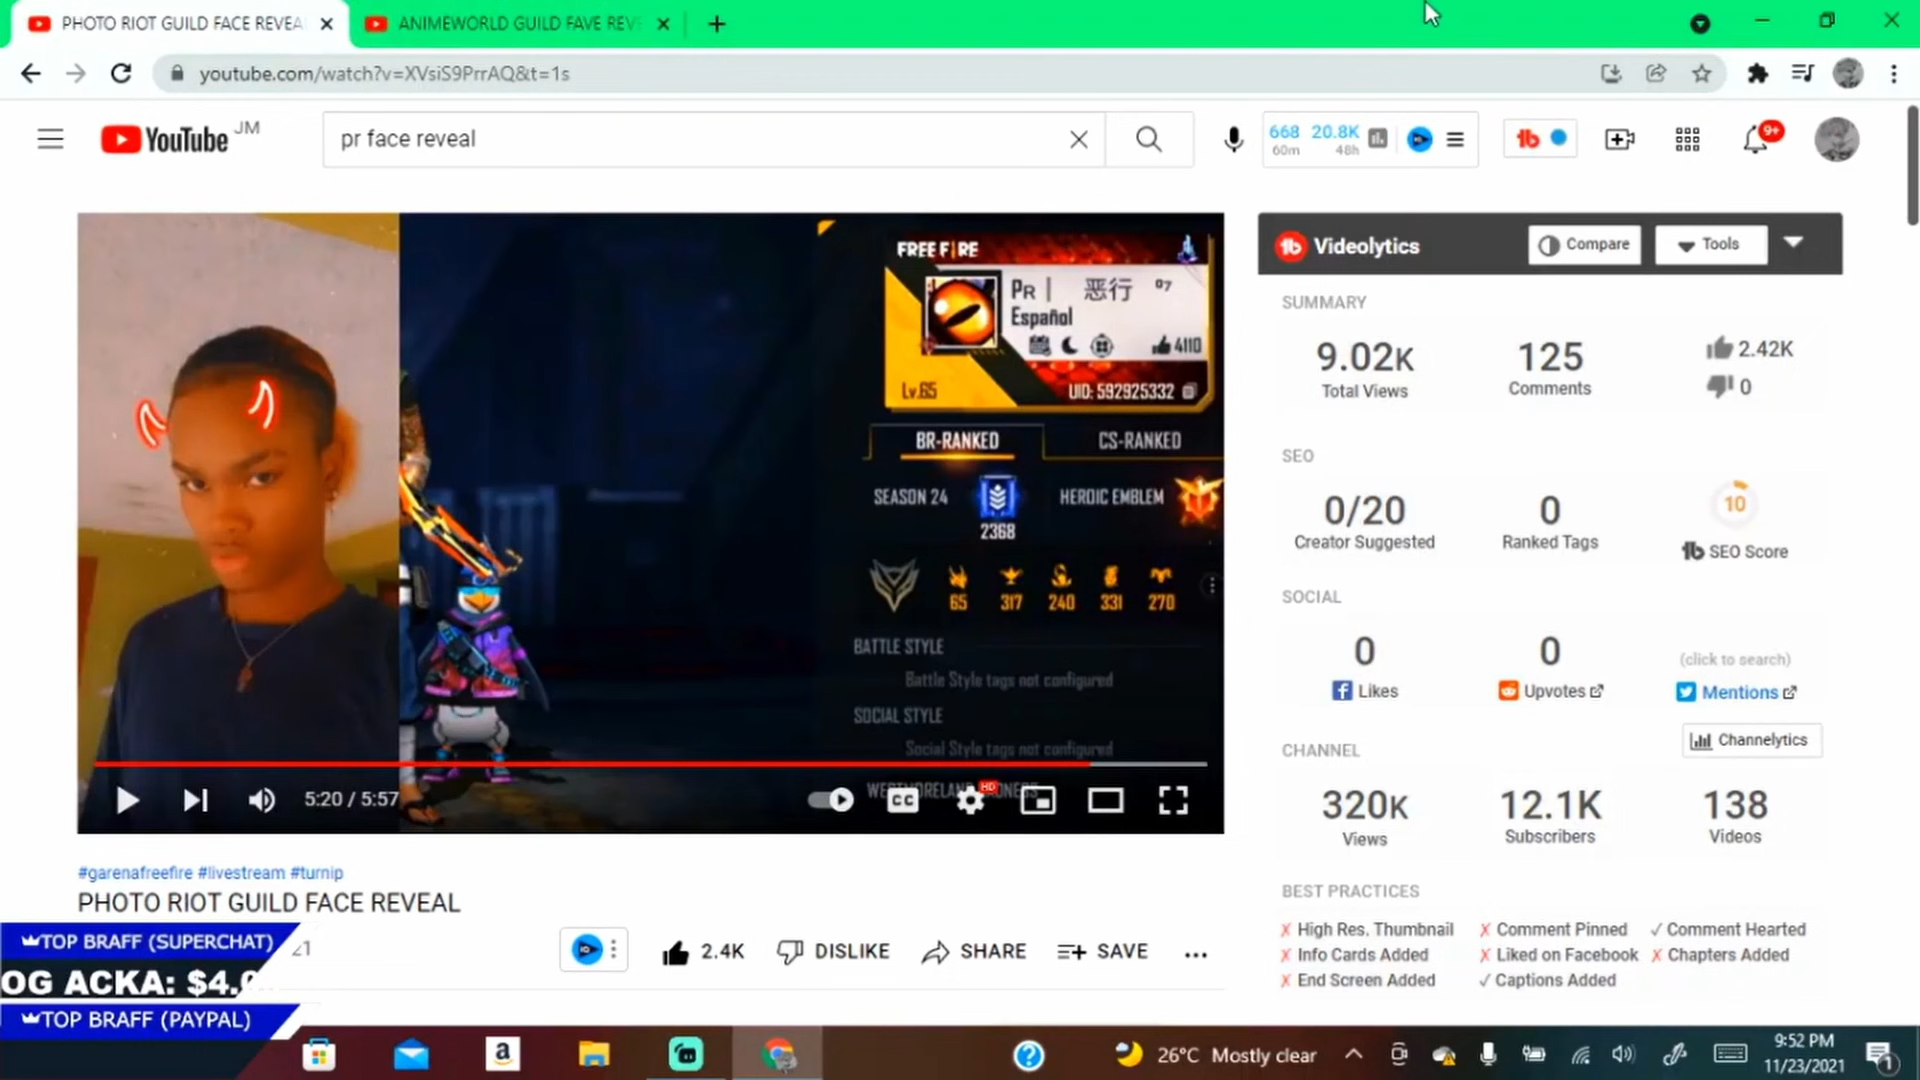 PHOTO RIOT GUILD FACE REVEA
ANIMEWORLD GUILD FAVE REV
youtube.com/watch?v=XVsiS9PrrAQ&t=1s
YouTube JM
pr face reveal
668 20.8K
60m 48h
9+
FREE FIRE
PR | 恶行 07
Español
4110
Lv.65
UID: 592925332
BR-RANKED
CS-RANKED
SEASON 24
HEROIC EMBLEM
2368
65 317 240 331 270
BATTLE STYLE
Battle Style tags not configured
SOCIAL STYLE
Social Style tags not configured
5:20 / 5:57
CC
HD
#garenafreefire #livestream #turnip
PHOTO RIOT GUILD FACE REVEAL
21
2.4K
DISLIKE
SHARE
SAVE
TOP BRAFF (SUPERCHAT)
OG ACKA: $4.0
TOP BRAFF (PAYPAL)
Videolytics
Compare
Tools
SUMMARY
9.02K
Total Views
125
Comments
2.42K
0
SEO
0/20
Creator Suggested
0
Ranked Tags
10
SEO Score
SOCIAL
0
Likes
0
Upvotes
(click to search)
Mentions
CHANNEL
Channelytics
320K
Views
12.1K
Subscribers
138
Videos
BEST PRACTICES
✗ High Res. Thumbnail ✗ Comment Pinned ✓ Comment Hearted
✗ Info Cards Added ✗ Liked on Facebook ✗ Chapters Added
✗ End Screen Added ✓ Captions Added
26°C Mostly clear
9:52 PM
11/23/2021
1